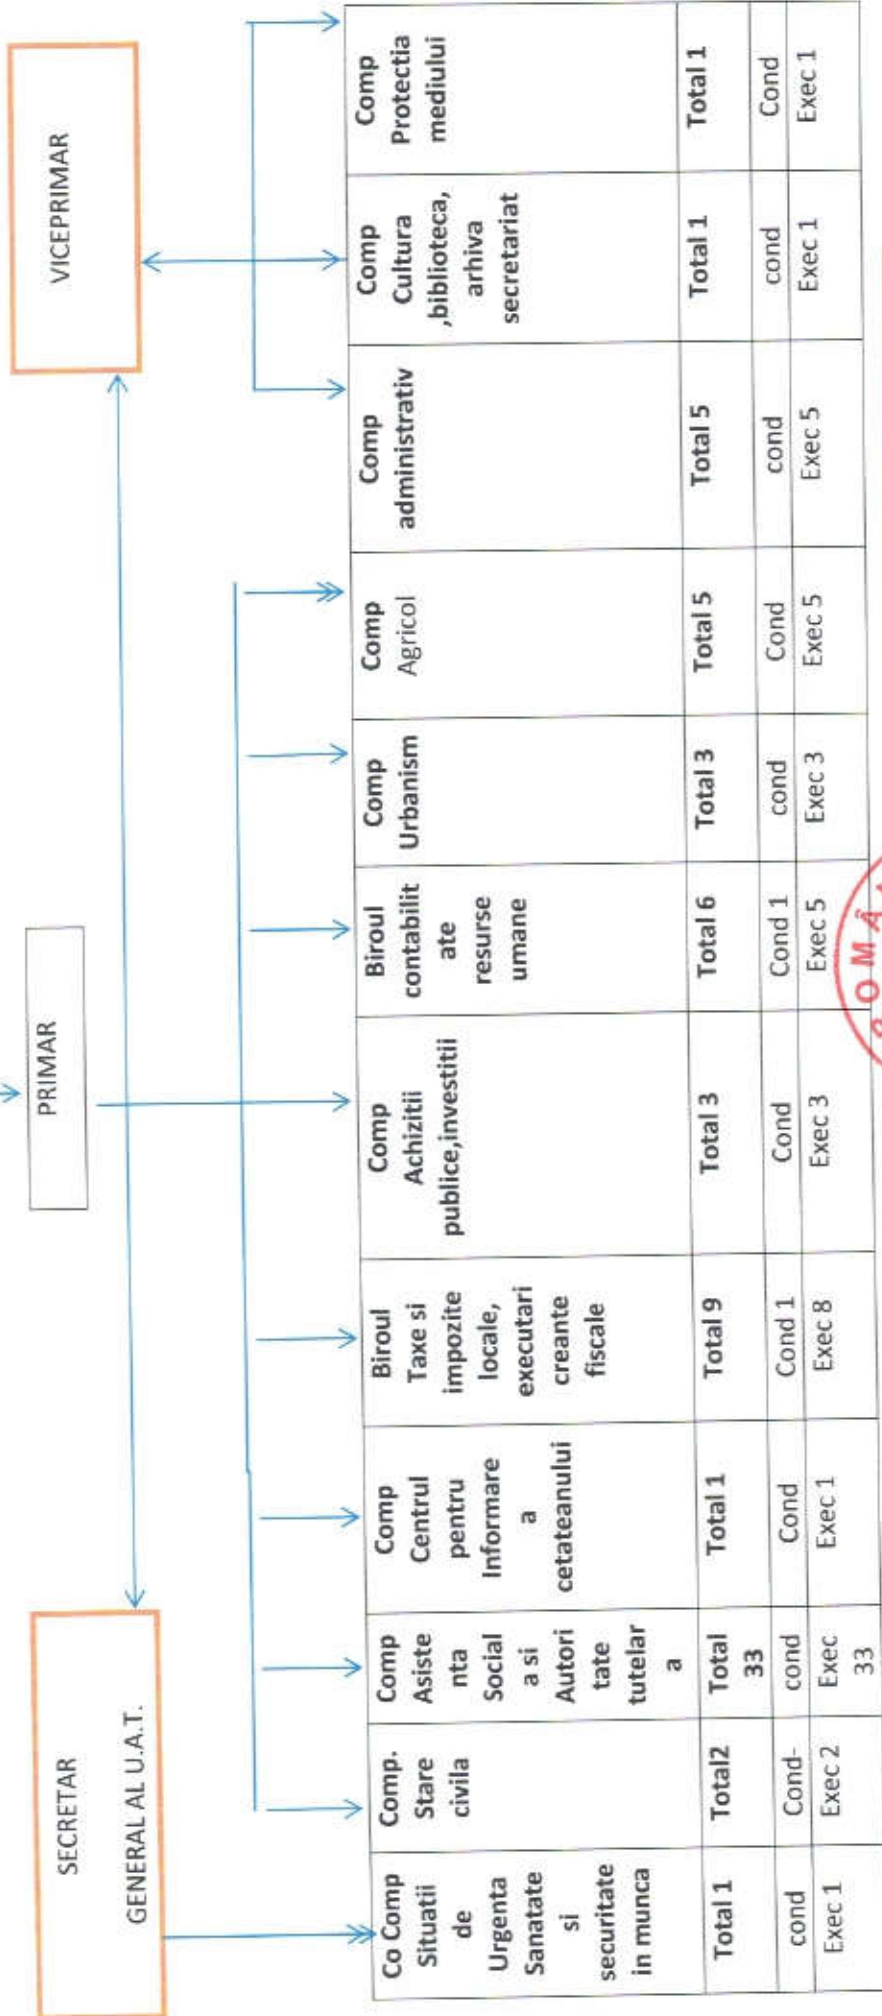 PRIMAR
SECRETAR
GENERAL AL U.A.T.
VICEPRIMAR
Co Comp
Situatii
de
Urgenta
Sanatate
si
securitate
in munca
Total 1
cond
Exec 1
Comp.
Stare
civila
Total2
Cond-
Exec 2
Comp
Asiste
nta
Social
a si
Autori
tate
tutelar
a
Total
33
cond
Exec
33
Comp
Centrul
pentru
Informare
a
cetateanului
Total 1
Cond
Exec 1
Biroul
Taxe si
impozite
locale,
executari
creante
fiscale
Total 9
Cond 1
Exec 8
Comp
Achizitii
publice,investitii
Total 3
Cond
Exec 3
Biroul
contabilit
ate
resurse
umane
Total 6
Cond 1
Exec 5
Comp
Urbanism
Total 3
cond
Exec 3
Comp
Agricol
Total 5
Cond
Exec 5
Comp
administrativ
Total 5
cond
Exec 5
Comp
Cultura
,biblioteca,
arhiva
secretariat
Total 1
cond
Exec 1
Comp
Protectia
mediului
Total 1
Cond
Exec 1
OMÂ